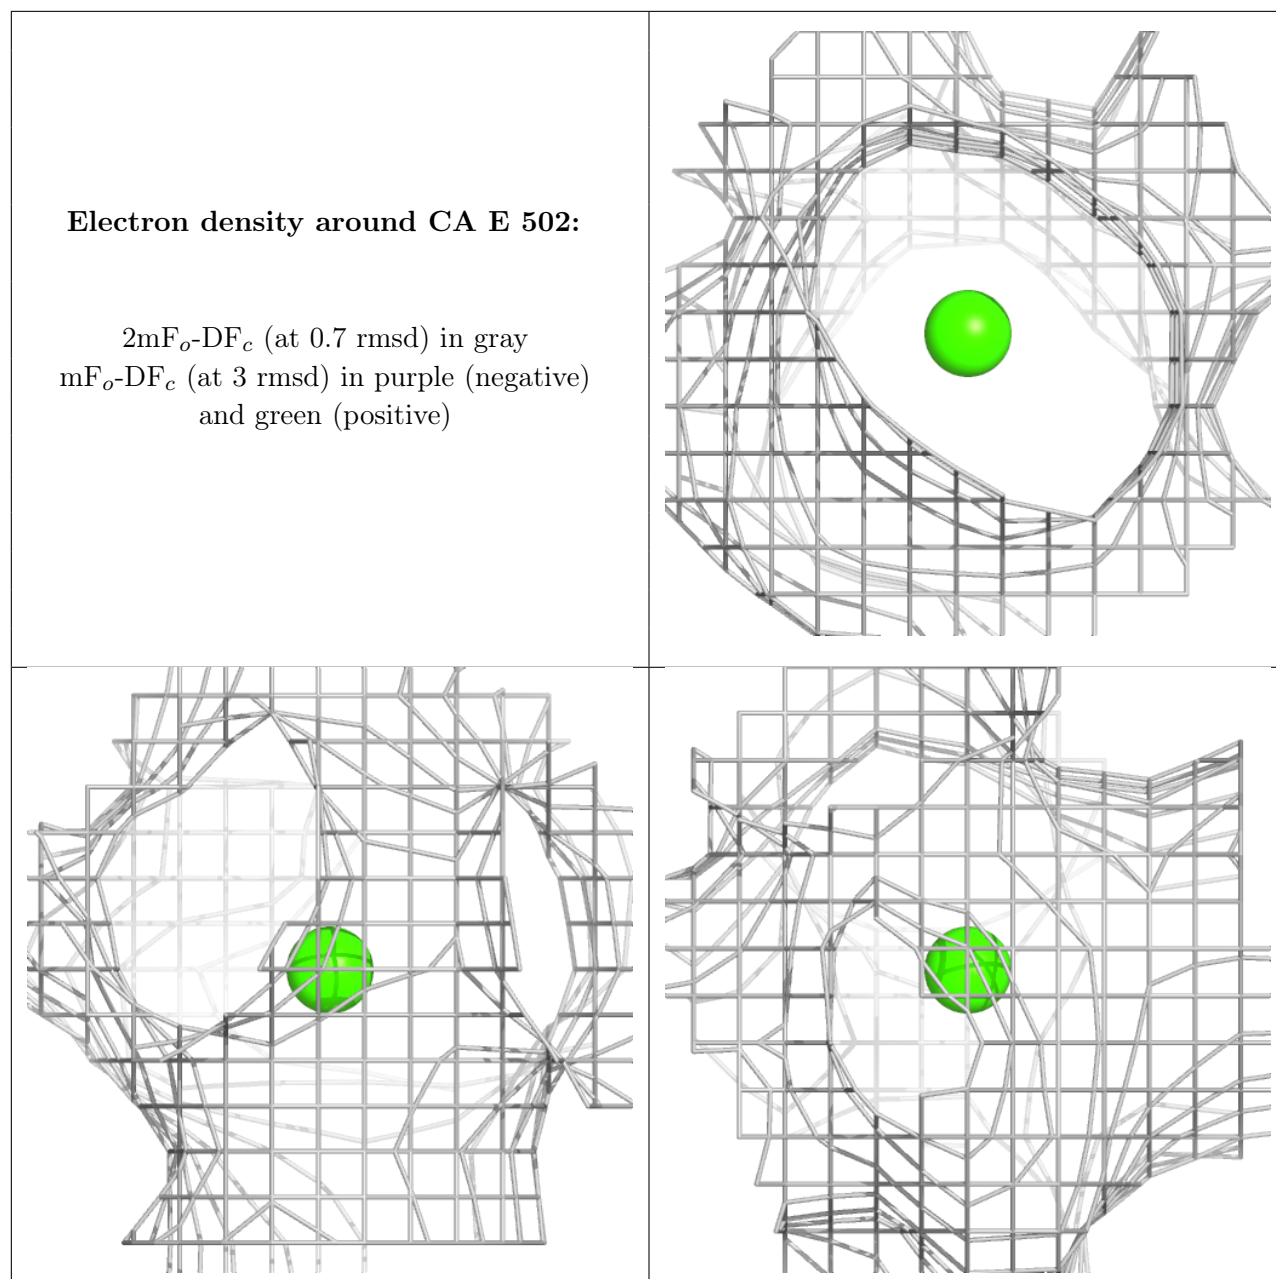 Electron density around CA E 502:
2mFo-DFc (at 0.7 rmsd) in gray
mFo-DFc (at 3 rmsd) in purple (negative)
and green (positive)